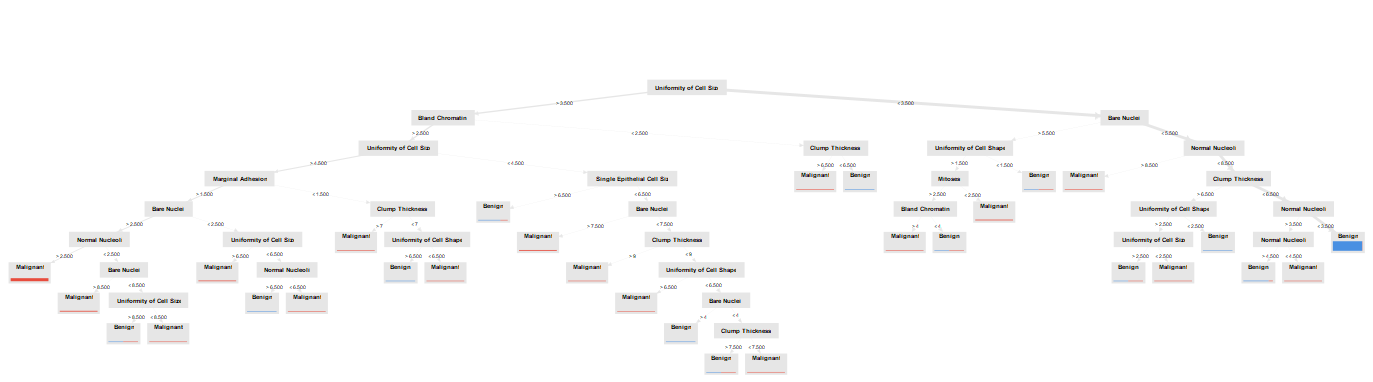 Uniformity of Cell Size
> 3.500
< 3.500
Bland Chromatin
Bare Nuclei
> 2.500
< 2.500
> 5.500
< 5.500
Uniformity of Cell Size
Clump Thickness
Uniformity of Cell Shape
Normal Nucleoli
> 4.500
< 4.500
> 6.500
< 6.500
> 1.500
< 1.500
> 8.500
< 8.500
Marginal Adhesion
Single Epithelial Cell Size
Malignant
Benign
Mitoses
Benign
Malignant
Clump Thickness
> 1.500
< 1.500
> 6.500
< 6.500
> 2.500
< 2.500
> 6.500
< 6.500
Bare Nuclei
Clump Thickness
Benign
Bare Nuclei
Bland Chromatin
Malignant
Uniformity of Cell Shape
Normal Nucleoli
> 2.500
< 2.500
> 7
< 7
> 7.500
< 7.500
> 4
< 4
> 2.500
< 2.500
> 3.500
< 3.500
Normal Nucleoli
Uniformity of Cell Size
Malignant
Uniformity of Cell Shape
Malignant
Clump Thickness
Malignant
Benign
Uniformity of Cell Size
Benign
Normal Nucleoli
Benign
> 2.500
< 2.500
> 6.500
< 6.500
> 6.500
< 6.500
> 9
< 9
> 2.500
< 2.500
> 4.500
< 4.500
Malignant
Bare Nuclei
Malignant
Normal Nucleoli
Benign
Malignant
Malignant
Uniformity of Cell Shape
Benign
Malignant
Benign
Malignant
> 8.500
< 8.500
> 6.500
< 6.500
> 6.500
< 6.500
Malignant
Uniformity of Cell Size
Benign
Malignant
Malignant
Bare Nuclei
> 8.500
< 8.500
> 4
< 4
Benign
Malignant
Benign
Clump Thickness
> 7.500
< 7.500
Benign
Malignant